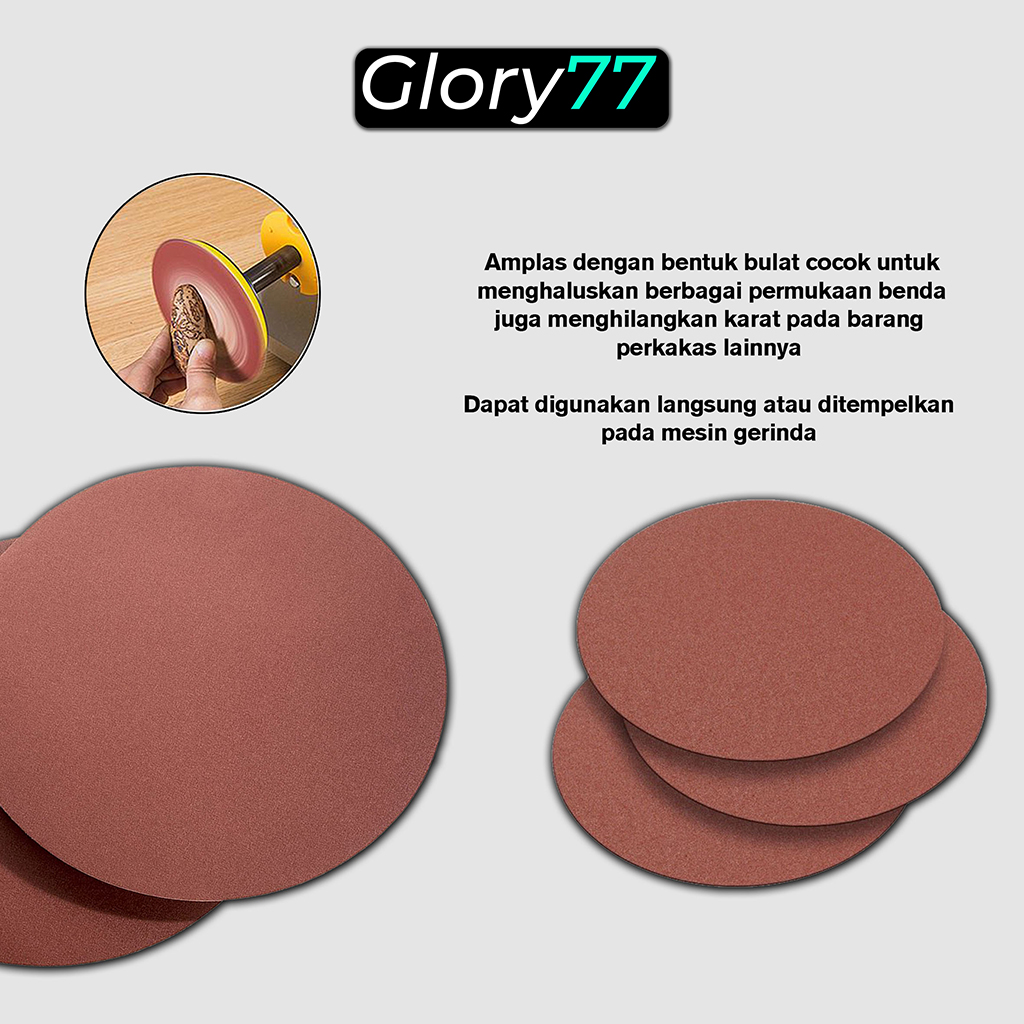 Glory77
Amplas dengan bentuk bulat cocok untuk
menghaluskan berbagai permukaan benda
juga menghilangkan karat pada barang
perkakas lainnya
Dapat digunakan langsung atau ditempelkan
pada mesin gerinda